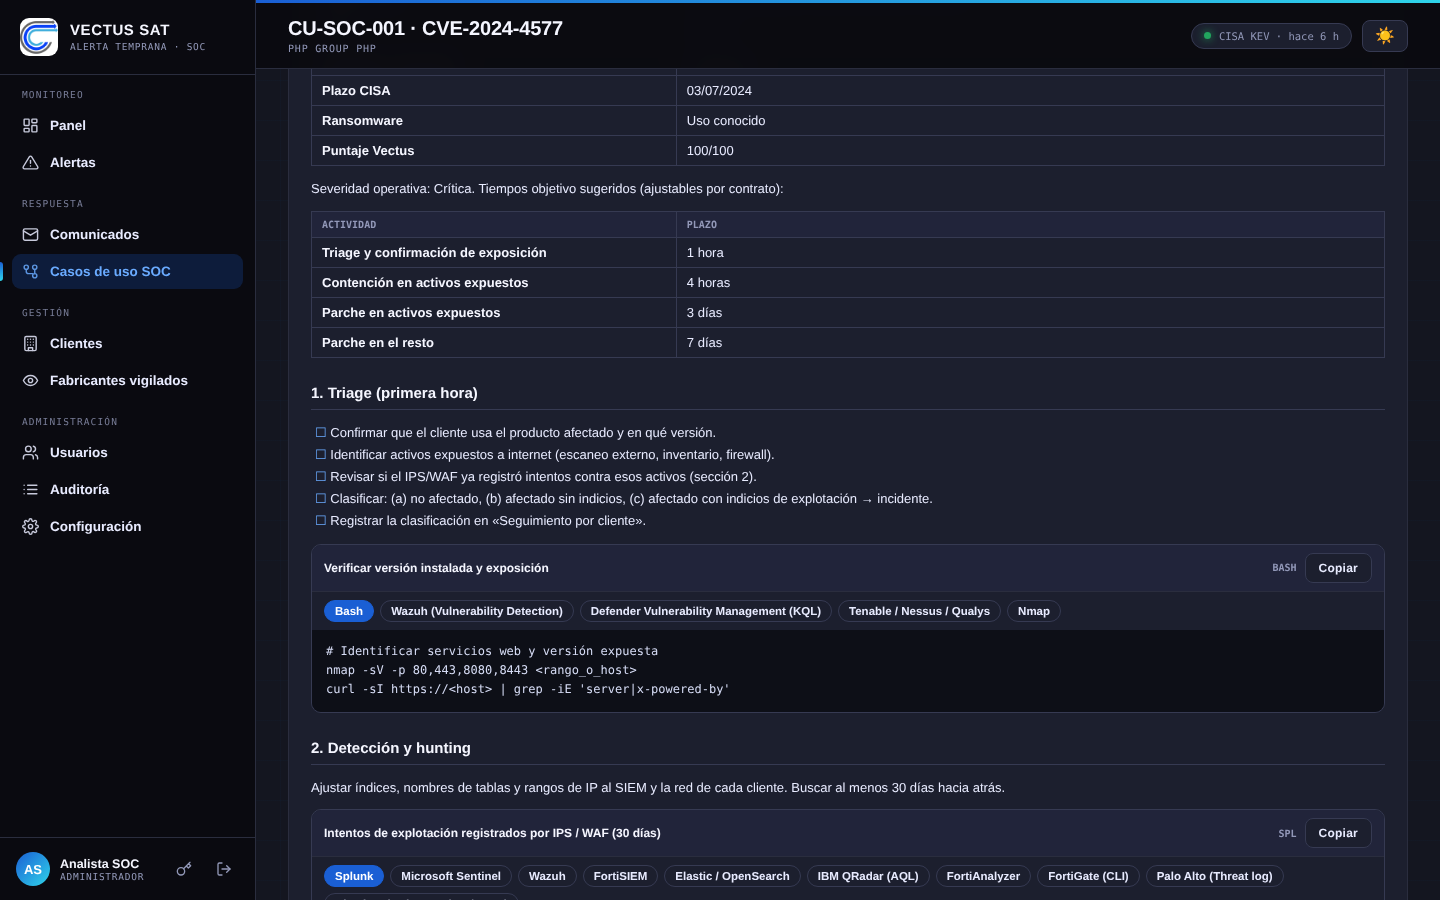 VECTUS SAT
ALERTA TEMPRANA · SOC
MONITOREO
Panel
Alertas
RESPUESTA
Comunicados
Casos de uso SOC
GESTIÓN
Clientes
Fabricantes vigilados
ADMINISTRACIÓN
Usuarios
Auditoría
Configuración
AS
Analista SOC
ADMINISTRADOR
CU-SOC-001 · CVE-2024-4577
PHP GROUP PHP
CISA KEV · hace 6 h
Plazo CISA 03/07/2024
Ransomware Uso conocido
Puntaje Vectus 100/100
Severidad operativa: Crítica. Tiempos objetivo sugeridos (ajustables por contrato):
ACTIVIDAD PLAZO
Triage y confirmación de exposición 1 hora
Contención en activos expuestos 4 horas
Parche en activos expuestos 3 días
Parche en el resto 7 días
1. Triage (primera hora)
☐ Confirmar que el cliente usa el producto afectado y en qué versión.
☐ Identificar activos expuestos a internet (escaneo externo, inventario, firewall).
☐ Revisar si el IPS/WAF ya registró intentos contra esos activos (sección 2).
☐ Clasificar: (a) no afectado, (b) afectado sin indicios, (c) afectado con indicios de explotación → incidente.
☐ Registrar la clasificación en «Seguimiento por cliente».
Verificar versión instalada y exposición BASH Copiar
Bash Wazuh (Vulnerability Detection) Defender Vulnerability Management (KQL) Tenable / Nessus / Qualys Nmap
# Identificar servicios web y versión expuesta
nmap -sV -p 80,443,8080,8443 <rango_o_host>
curl -sI https://<host> | grep -iE 'server|x-powered-by'
2. Detección y hunting
Ajustar índices, nombres de tablas y rangos de IP al SIEM y la red de cada cliente. Buscar al menos 30 días hacia atrás.
Intentos de explotación registrados por IPS / WAF (30 días) SPL Copiar
Splunk Microsoft Sentinel Wazuh FortiSIEM Elastic / OpenSearch IBM QRadar (AQL) FortiAnalyzer FortiGate (CLI) Palo Alto (Threat log)